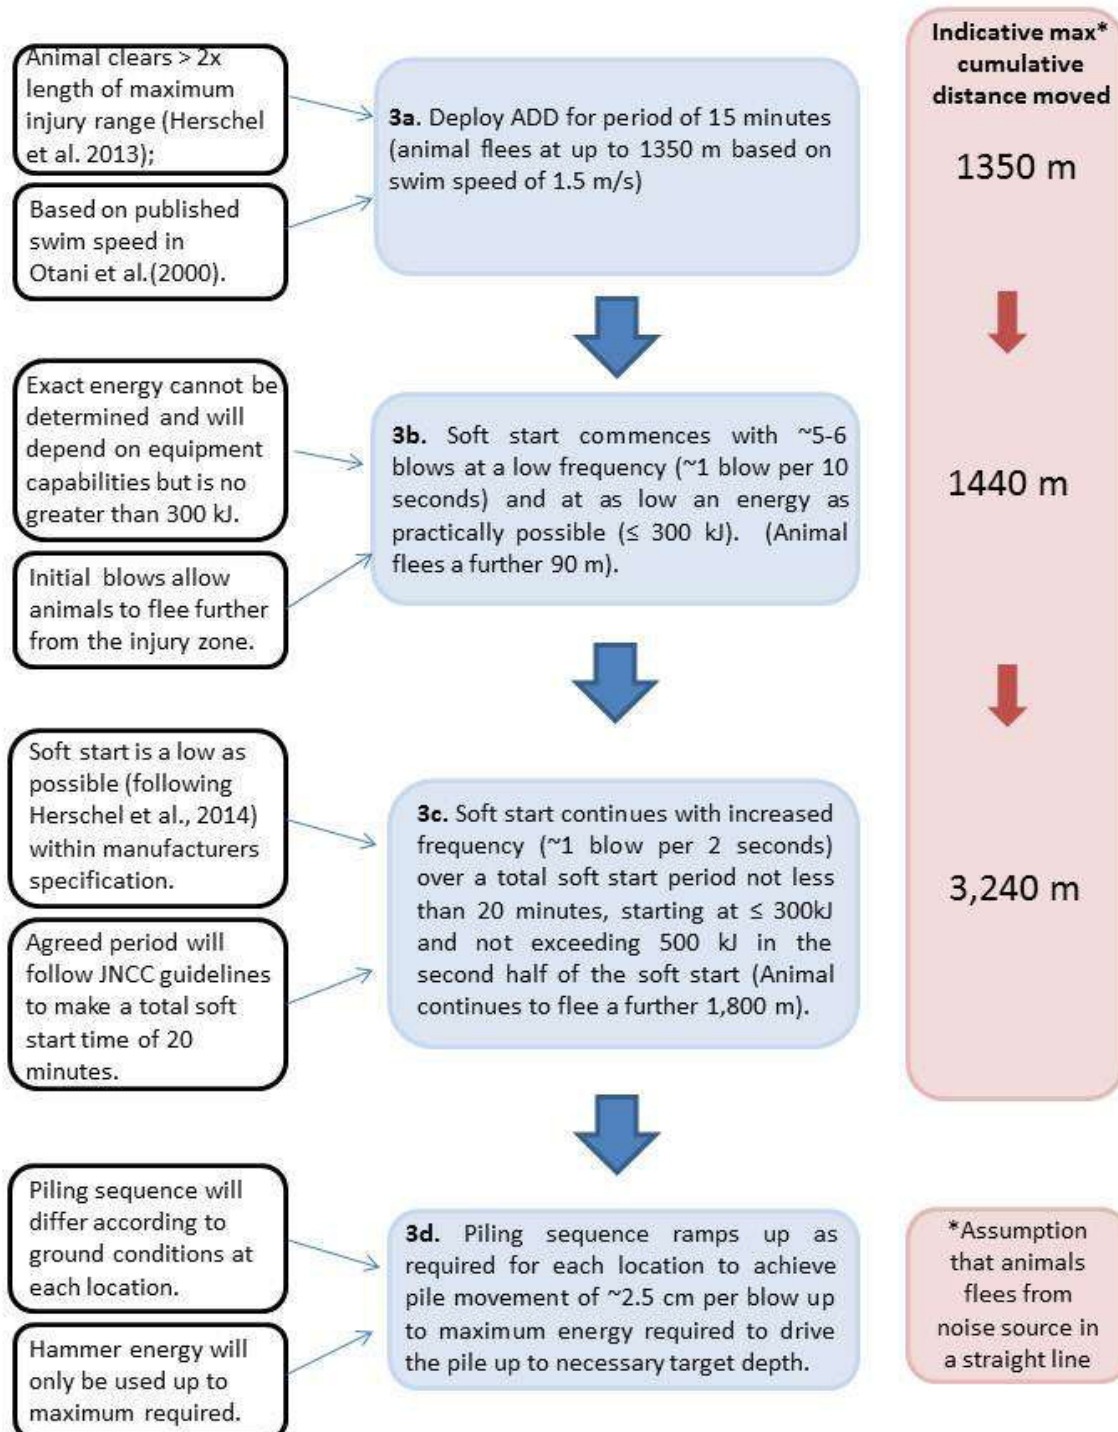 Animal clears > 2x
length of maximum
injury range (Herschel
et al. 2013);
Based on published
swim speed in
Otani et al.(2000).
3a. Deploy ADD for period of 15 minutes
(animal flees at up to 1350 m based on
swim speed of 1.5 m/s)
Indicative max*
cumulative
distance moved
1350 m
Exact energy cannot be
determined and will
depend on equipment
capabilities but is no
greater than 300 kJ.
Initial blows allow
animals to flee further
from the injury zone.
3b. Soft start commences with ~5-6
blows at a low frequency (~1 blow per 10
seconds) and at as low an energy as
practically possible (≤ 300 kJ). (Animal
flees a further 90 m).
1440 m
Soft start is a low as
possible (following
Herschel et al., 2014)
within manufacturers
specification.
Agreed period will
follow JNCC guidelines
to make a total soft
start time of 20
minutes.
3c. Soft start continues with increased
frequency (~1 blow per 2 seconds)
over a total soft start period not less
than 20 minutes, starting at ≤ 300kJ
and not exceeding 500 kJ in the
second half of the soft start (Animal
continues to flee a further 1,800 m).
3,240 m
Piling sequence will
differ according to
ground conditions at
each location.
Hammer energy will
only be used up to
maximum required.
3d. Piling sequence ramps up as
required for each location to achieve
pile movement of ~2.5 cm per blow up
to maximum energy required to drive
the pile up to necessary target depth.
*Assumption
that animals
flees from
noise source in
a straight line